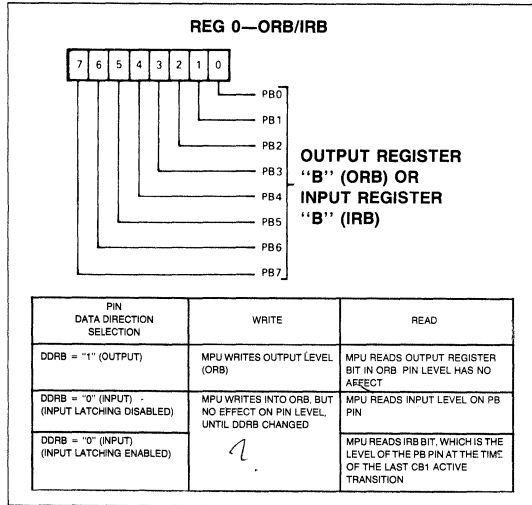 REG 0—ORB/IRB
7 6 5 4 3 2 1 0
PB0
PB1
PB2
PB3
PB4
PB5
PB6
PB7
OUTPUT REGISTER
"B" (ORB) OR
INPUT REGISTER
"B" (IRB)
PIN
DATA DIRECTION
SELECTION
WRITE
READ
DDRB = "1" (OUTPUT)
MPU WRITES OUTPUT LEVEL
(ORB)
MPU READS OUTPUT REGISTER
BIT IN ORB PIN LEVEL HAS NO
AFFECT
DDRB = "0" (INPUT)
(INPUT LATCHING DISABLED)
MPU WRITES INTO ORB, BUT
NO EFFECT ON PIN LEVEL,
UNTIL DDRB CHANGED
MPU READS INPUT LEVEL ON PB
PIN
DDRB = "0" (INPUT)
(INPUT LATCHING ENABLED)
MPU READS IRB BIT, WHICH IS THE
LEVEL OF THE PB PIN AT THE TIME
OF THE LAST CB1 ACTIVE
TRANSITION